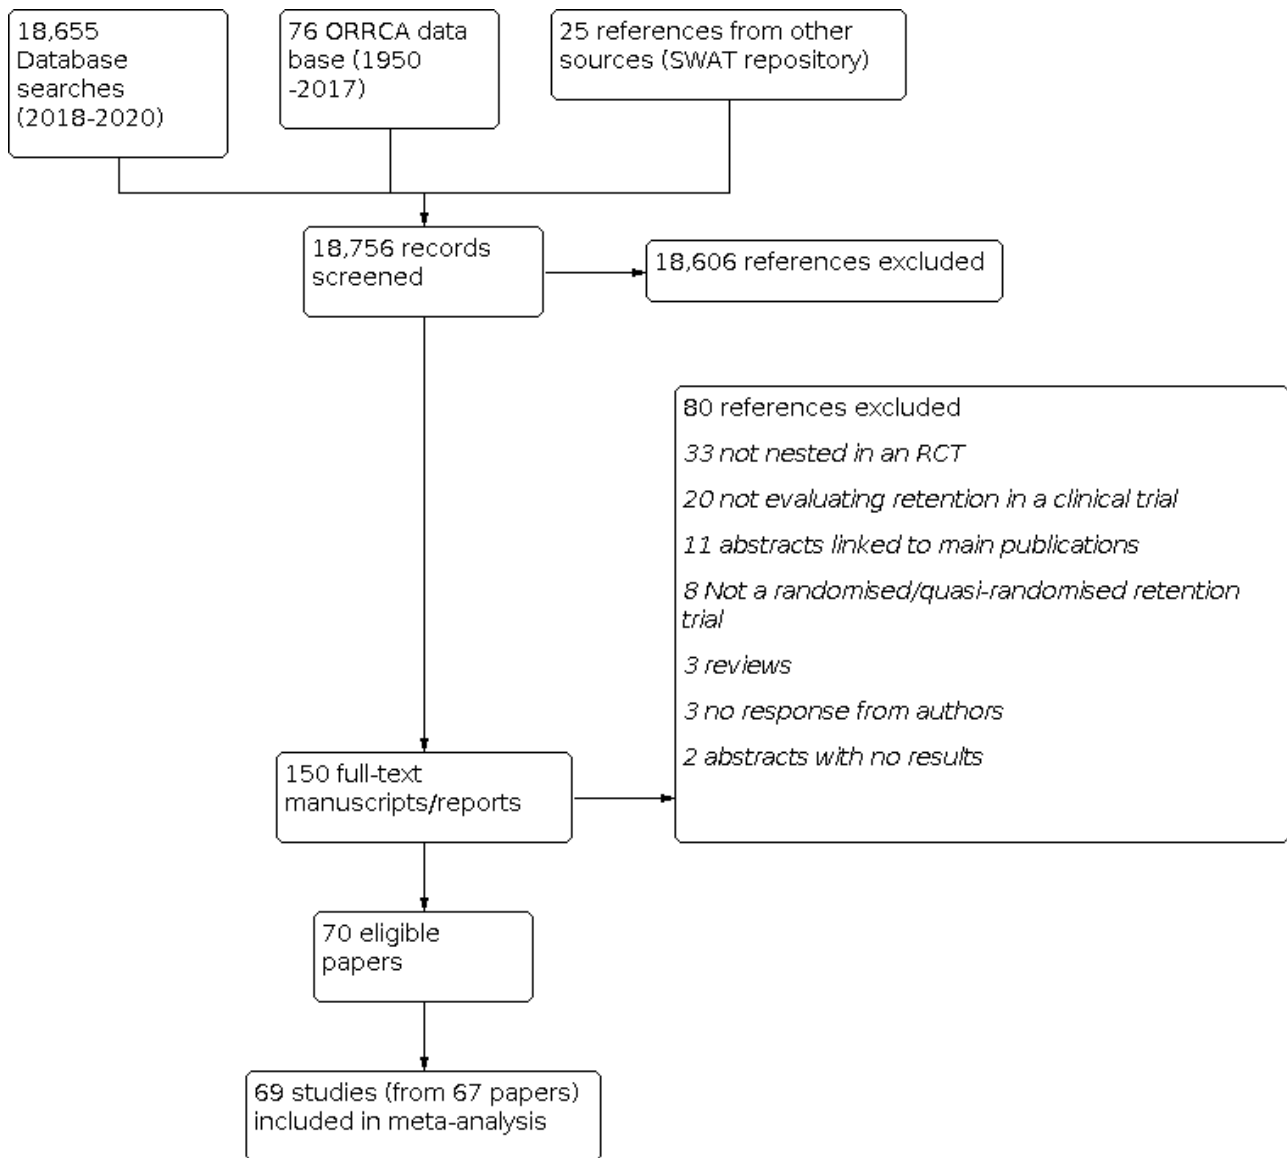 18,655
Database
searches
(2018-2020)
76 ORRCA data
base (1950
-2017)
25 references from other
sources (SWAT repository)
18,756 records
screened
18,606 references excluded
80 references excluded
33 not nested in an RCT
20 not evaluating retention in a clinical trial
11 abstracts linked to main publications
8 Not a randomised/quasi-randomised retention
trial
3 reviews
3 no response from authors
2 abstracts with no results
150 full-text
manuscripts/reports
70 eligible
papers
69 studies (from 67 papers)
included in meta-analysis